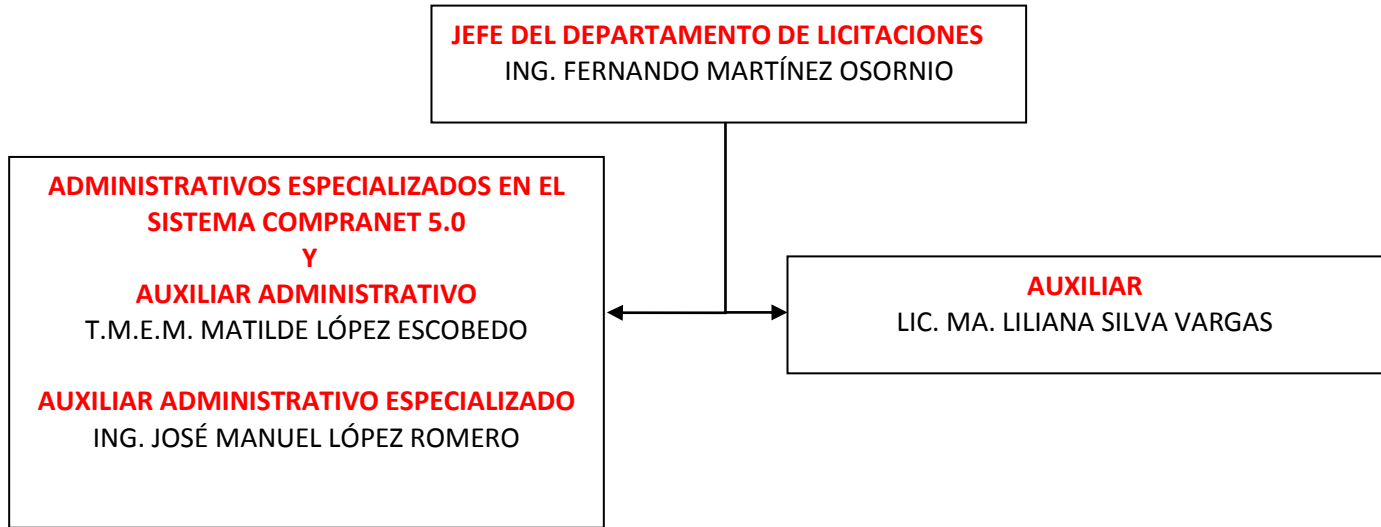 JEFE DEL DEPARTAMENTO DE LICITACIONES
ING. FERNANDO MARTÍNEZ OSORNIO
ADMINISTRATIVOS ESPECIALIZADOS EN EL
SISTEMA COMPRANET 5.0
Y
AUXILIAR ADMINISTRATIVO
T.M.E.M. MATILDE LÓPEZ ESCOBEDO
AUXILIAR ADMINISTRATIVO ESPECIALIZADO
ING. JOSÉ MANUEL LÓPEZ ROMERO
AUXILIAR
LIC. MA. LILIANA SILVA VARGAS